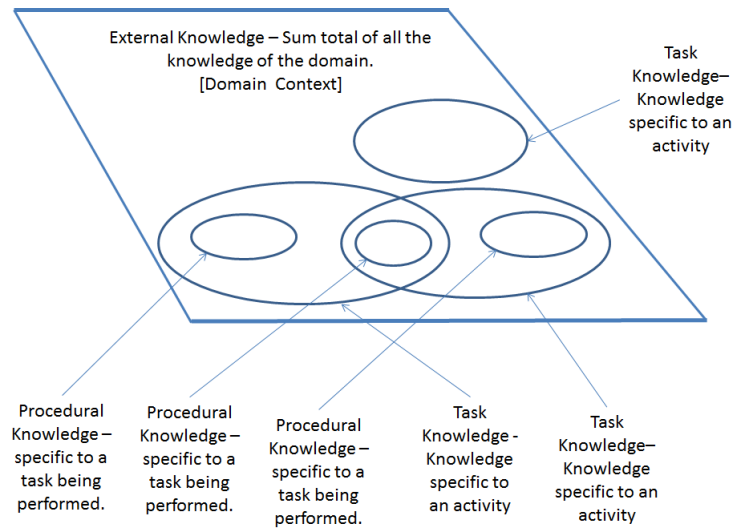 External Knowledge – Sum total of all the
knowledge of the domain.
[Domain Context]
Task
Knowledge–
Knowledge
specific to an
activity
Procedural
Knowledge –
specific to a
task being
performed.
Procedural
Knowledge –
specific to a
task being
performed.
Procedural
Knowledge –
specific to a
task being
performed.
Task
Knowledge -
Knowledge
specific to
an activity
Task
Knowledge–
Knowledge
specific to an
activity